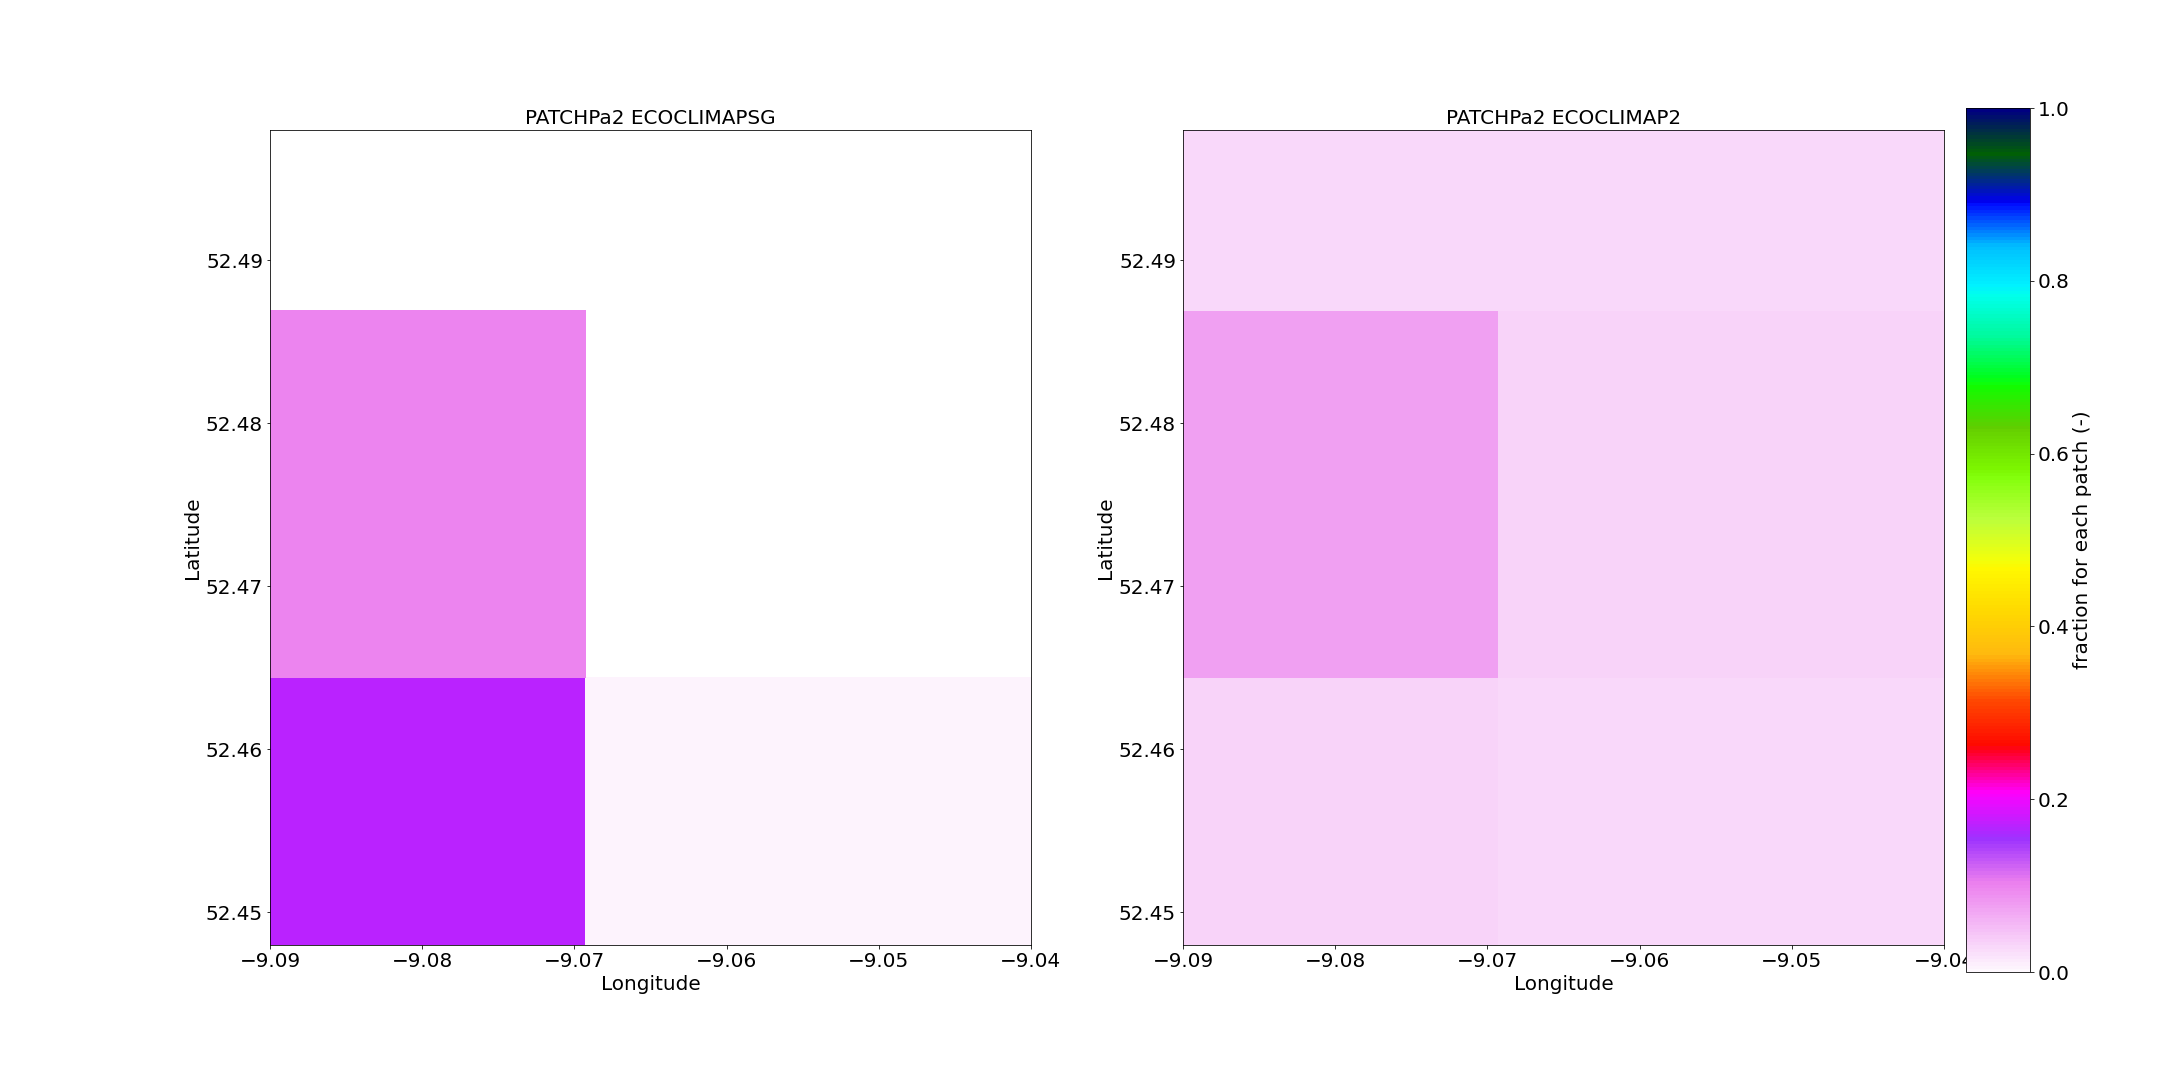 PATCHPa2 ECOCLIMAPSG
52.49
52.48
52.47
52.46
52.45
Latitude
−9.09 −9.08 −9.07 −9.06 −9.05 −9.04
Longitude
PATCHPa2 ECOCLIMAP2
52.49
52.48
52.47
52.46
52.45
Latitude
−9.09 −9.08 −9.07 −9.06 −9.05 −9.04
Longitude
1.0
0.8
0.6
0.4
0.2
0.0
fraction for each patch (-)